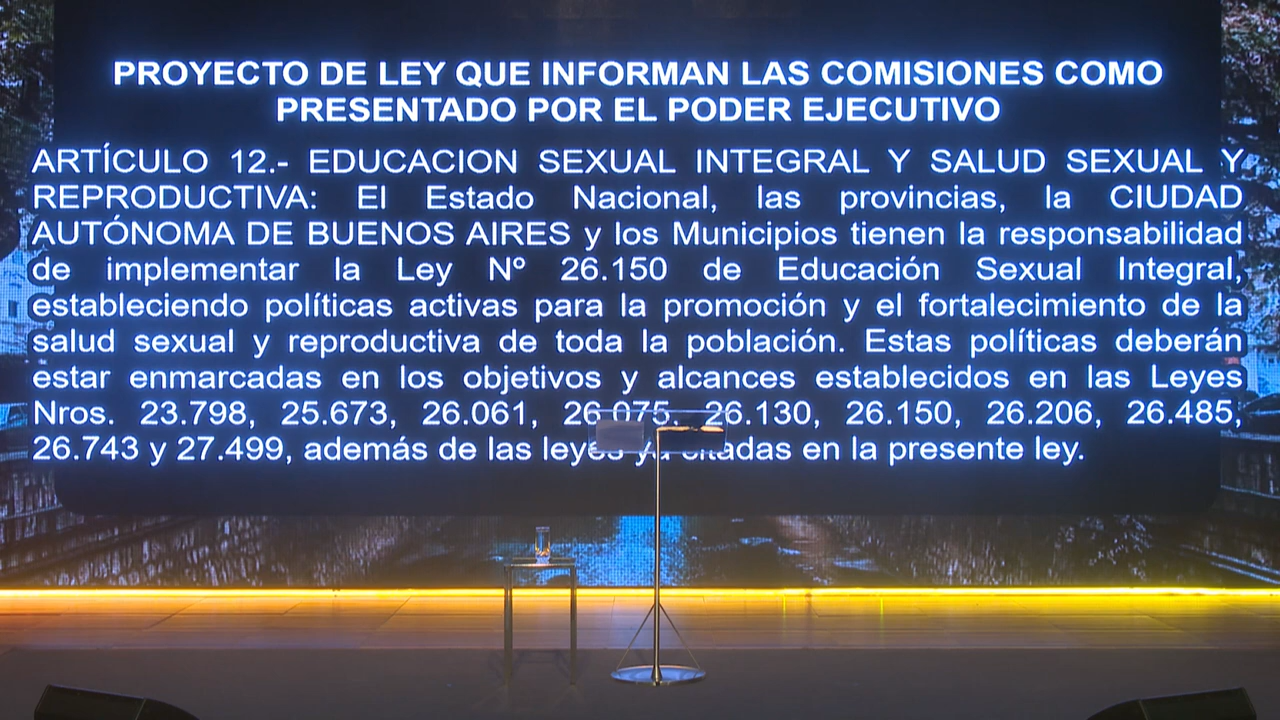 PROYECTO DE LEY QUE INFORMAN LAS COMISIONES COMO
PRESENTADO POR EL PODER EJECUTIVO
ARTÍCULO 12.- EDUCACION SEXUAL INTEGRAL Y SALUD SEXUAL Y
REPRODUCTIVA: El Estado Nacional, las provincias, la CIUDAD
AUTÓNOMA DE BUENOS AIRES y los Municipios tienen la responsabilidad
de implementar la Ley Nº 26.150 de Educación Sexual Integral,
estableciendo políticas activas para la promoción y el fortalecimiento de la
salud sexual y reproductiva de toda la población. Estas políticas deberán
estar enmarcadas en los objetivos y alcances establecidos en las Leyes
Nros. 23.798, 25.673, 26.061, 26.075, 26.130, 26.150, 26.206, 26.485,
26.743 y 27.499, además de las leyes ya citadas en la presente ley.